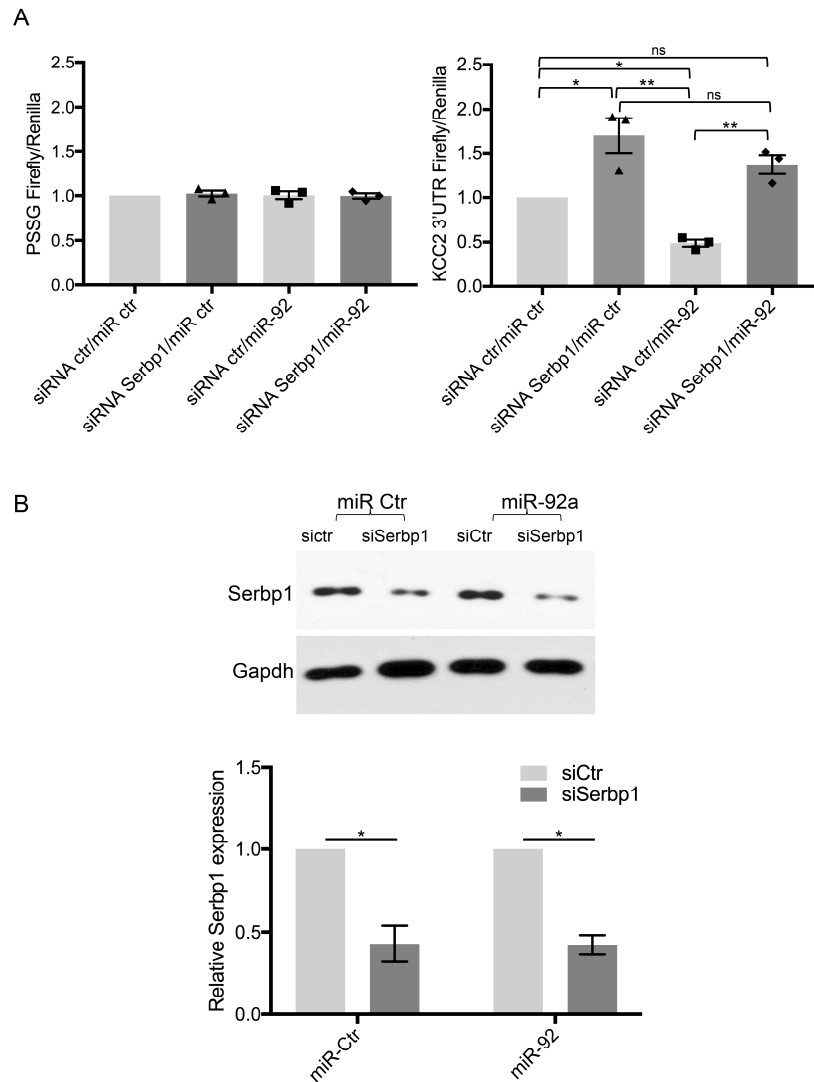 A
PSSG Firefly/Renilla
2.5
2.0
1.5
1.0
0.5
0.0
siRNA ctr/miR ctr
siRNA Serbp1/miR ctr
siRNA ctr/miR-92
siRNA Serbp1/miR-92
KCC2 3'UTR Firefly/Renilla
2.5
2.0
1.5
1.0
0.5
0.0
ns
*
* **
ns
**
siRNA ctr/miR ctr
siRNA Serbp1/miR ctr
siRNA ctr/miR-92
siRNA Serbp1/miR-92
B
miR Ctr miR-92a
sictr siSerbp1 siCtr siSerbp1
Serbp1
Gapdh
Relative Serbp1 expression
1.5
1.0
0.5
0.0
siCtr
siSerbp1
* *
miR-Ctr
miR-92